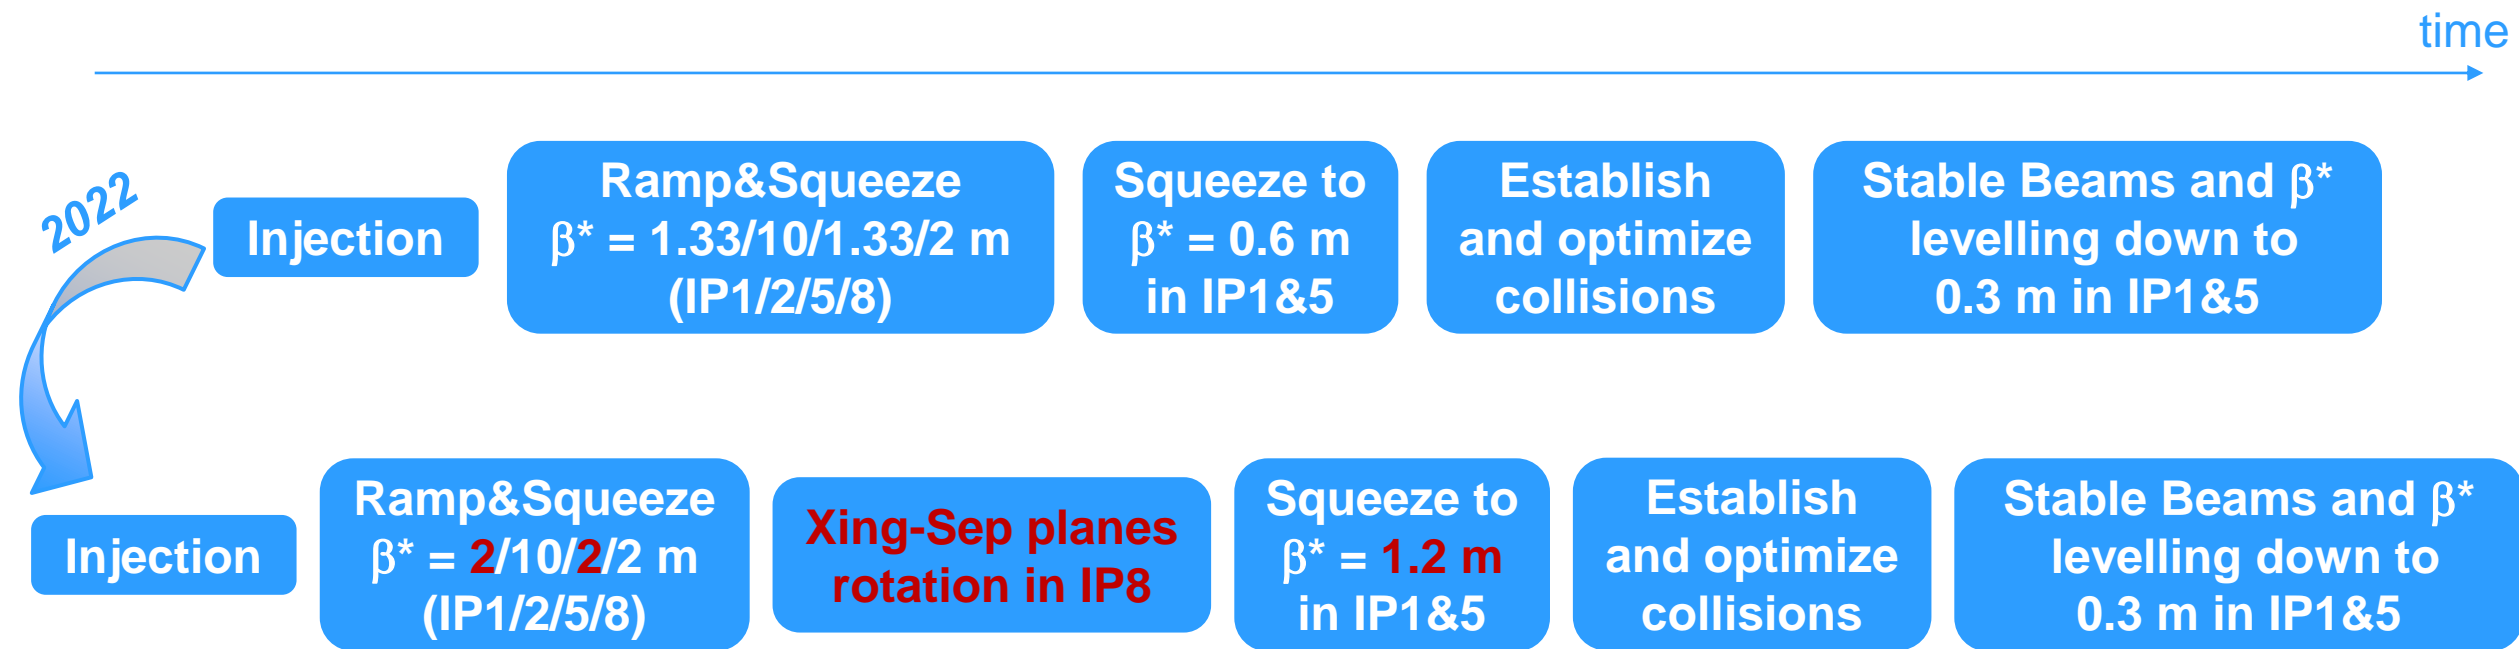 time
2022
Injection
Ramp&Squeeze
β* = 1.33/10/1.33/2 m
(IP1/2/5/8)
Squeeze to
β* = 0.6 m
in IP1&5
Establish
and optimize
collisions
Stable Beams and β*
levelling down to
0.3 m in IP1&5
Injection
Ramp&Squeeze
β* = 2/10/2/2 m
(IP1/2/5/8)
Xing-Sep planes
rotation in IP8
Squeeze to
β* = 1.2 m
in IP1&5
Establish
and optimize
collisions
Stable Beams and β*
levelling down to
0.3 m in IP1&5